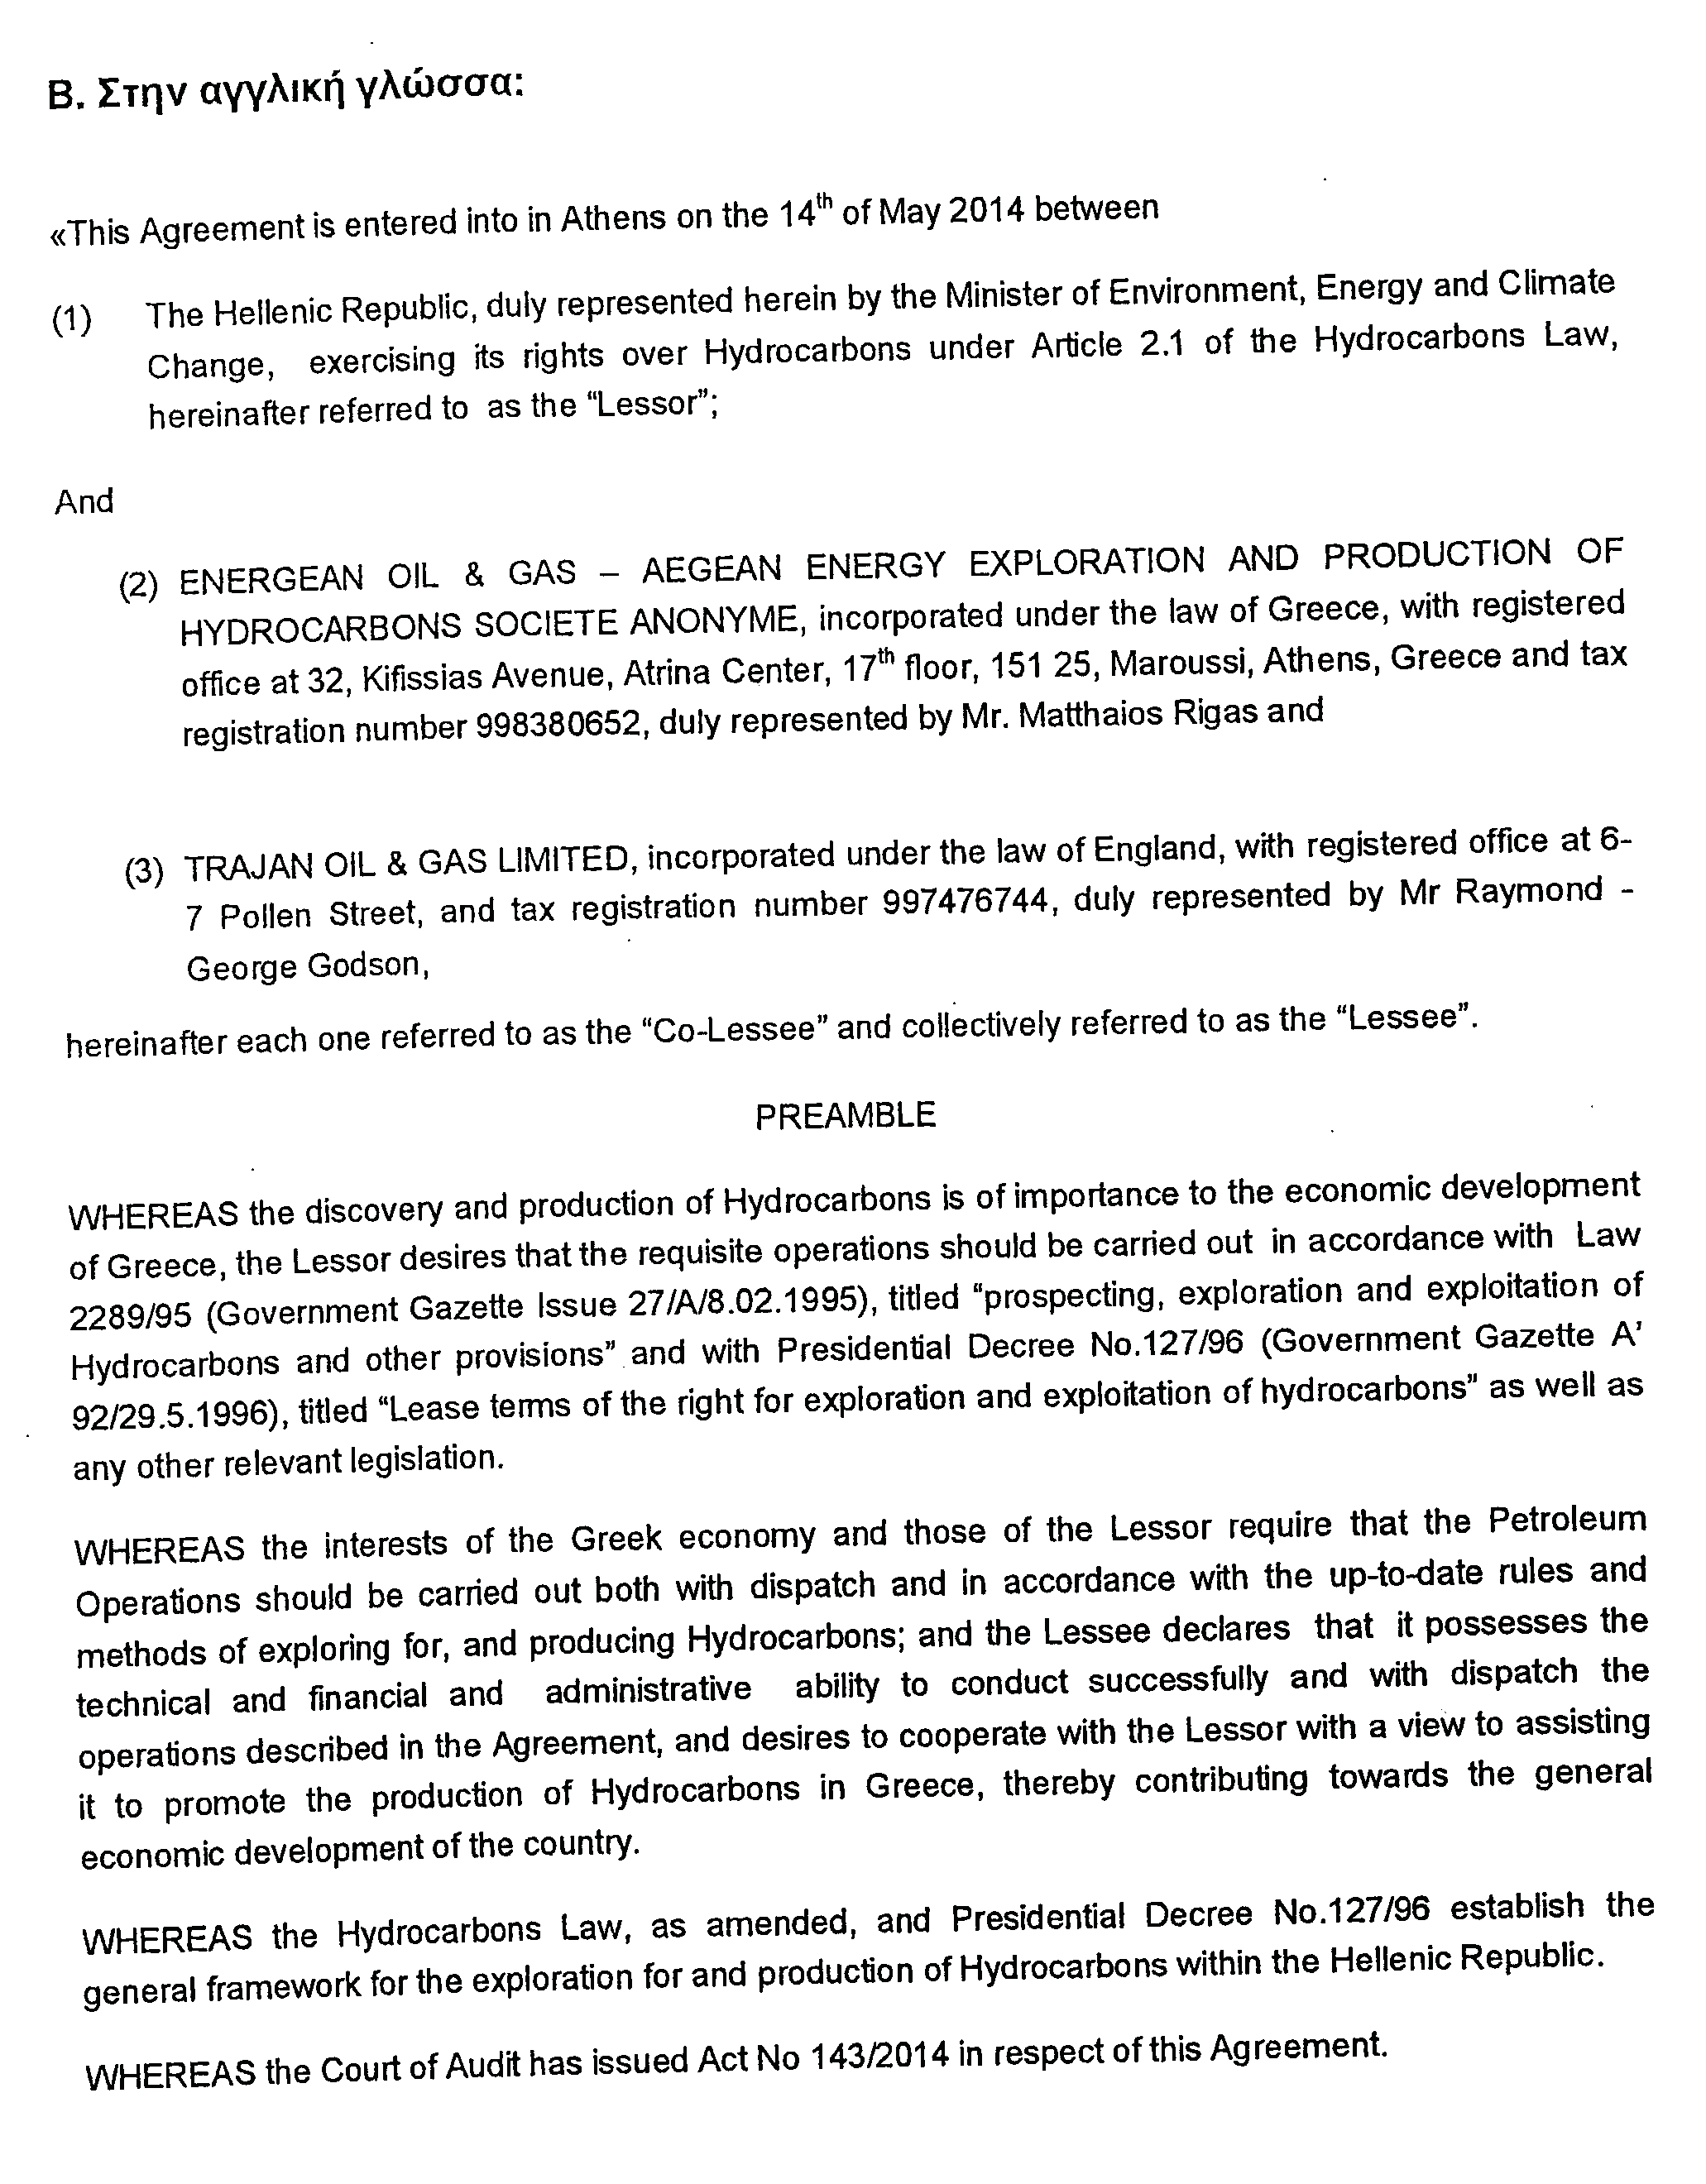 Β. Στην αγγλική γλώσσα:
«This Agreement is entered into in Athens on the 14th of May 2014 between
(1) The Hellenic Republic, duly represented herein by the Minister of Environment, Energy and Climate
Change, exercising its rights over Hydrocarbons under Article 2.1 of the Hydrocarbons Law,
hereinafter referred to as the “Lessor”;
And
(2) ENERGEAN OIL & GAS – AEGEAN ENERGY EXPLORATION AND PRODUCTION OF
HYDROCARBONS SOCIETE ANONYME, incorporated under the law of Greece, with registered
office at 32, Kifissias Avenue, Atrina Center, 17th floor, 151 25, Maroussi, Athens, Greece and tax
registration number 998380652, duly represented by Mr. Matthaios Rigas and
(3) TRAJAN OIL & GAS LIMITED, incorporated under the law of England, with registered office at 6-
7 Pollen Street, and tax registration number 997476744, duly represented by Mr Raymond -
George Godson,
hereinafter each one referred to as the “Co-Lessee” and collectively referred to as the “Lessee”.
PREAMBLE
WHEREAS the discovery and production of Hydrocarbons is of importance to the economic development
of Greece, the Lessor desires that the requisite operations should be carried out in accordance with Law
2289/95 (Government Gazette Issue 27/A/8.02.1995), titled “prospecting, exploration and exploitation of
Hydrocarbons and other provisions” and with Presidential Decree No.127/96 (Government Gazette A'
92/29.5.1996), titled “Lease terms of the right for exploration and exploitation of hydrocarbons” as well as
any other relevant legislation.
WHEREAS the interests of the Greek economy and those of the Lessor require that the Petroleum
Operations should be carried out both with dispatch and in accordance with the up-to-date rules and
methods of exploring for, and producing Hydrocarbons; and the Lessee declares that it possesses the
technical and financial and administrative ability to conduct successfully and with dispatch the
operations described in the Agreement, and desires to cooperate with the Lessor with a view to assisting
it to promote the production of Hydrocarbons in Greece, thereby contributing towards the general
economic development of the country.
WHEREAS the Hydrocarbons Law, as amended, and Presidential Decree No.127/96 establish the
general framework for the exploration for and production of Hydrocarbons within the Hellenic Republic.
WHEREAS the Court of Audit has issued Act No 143/2014 in respect of this Agreement.